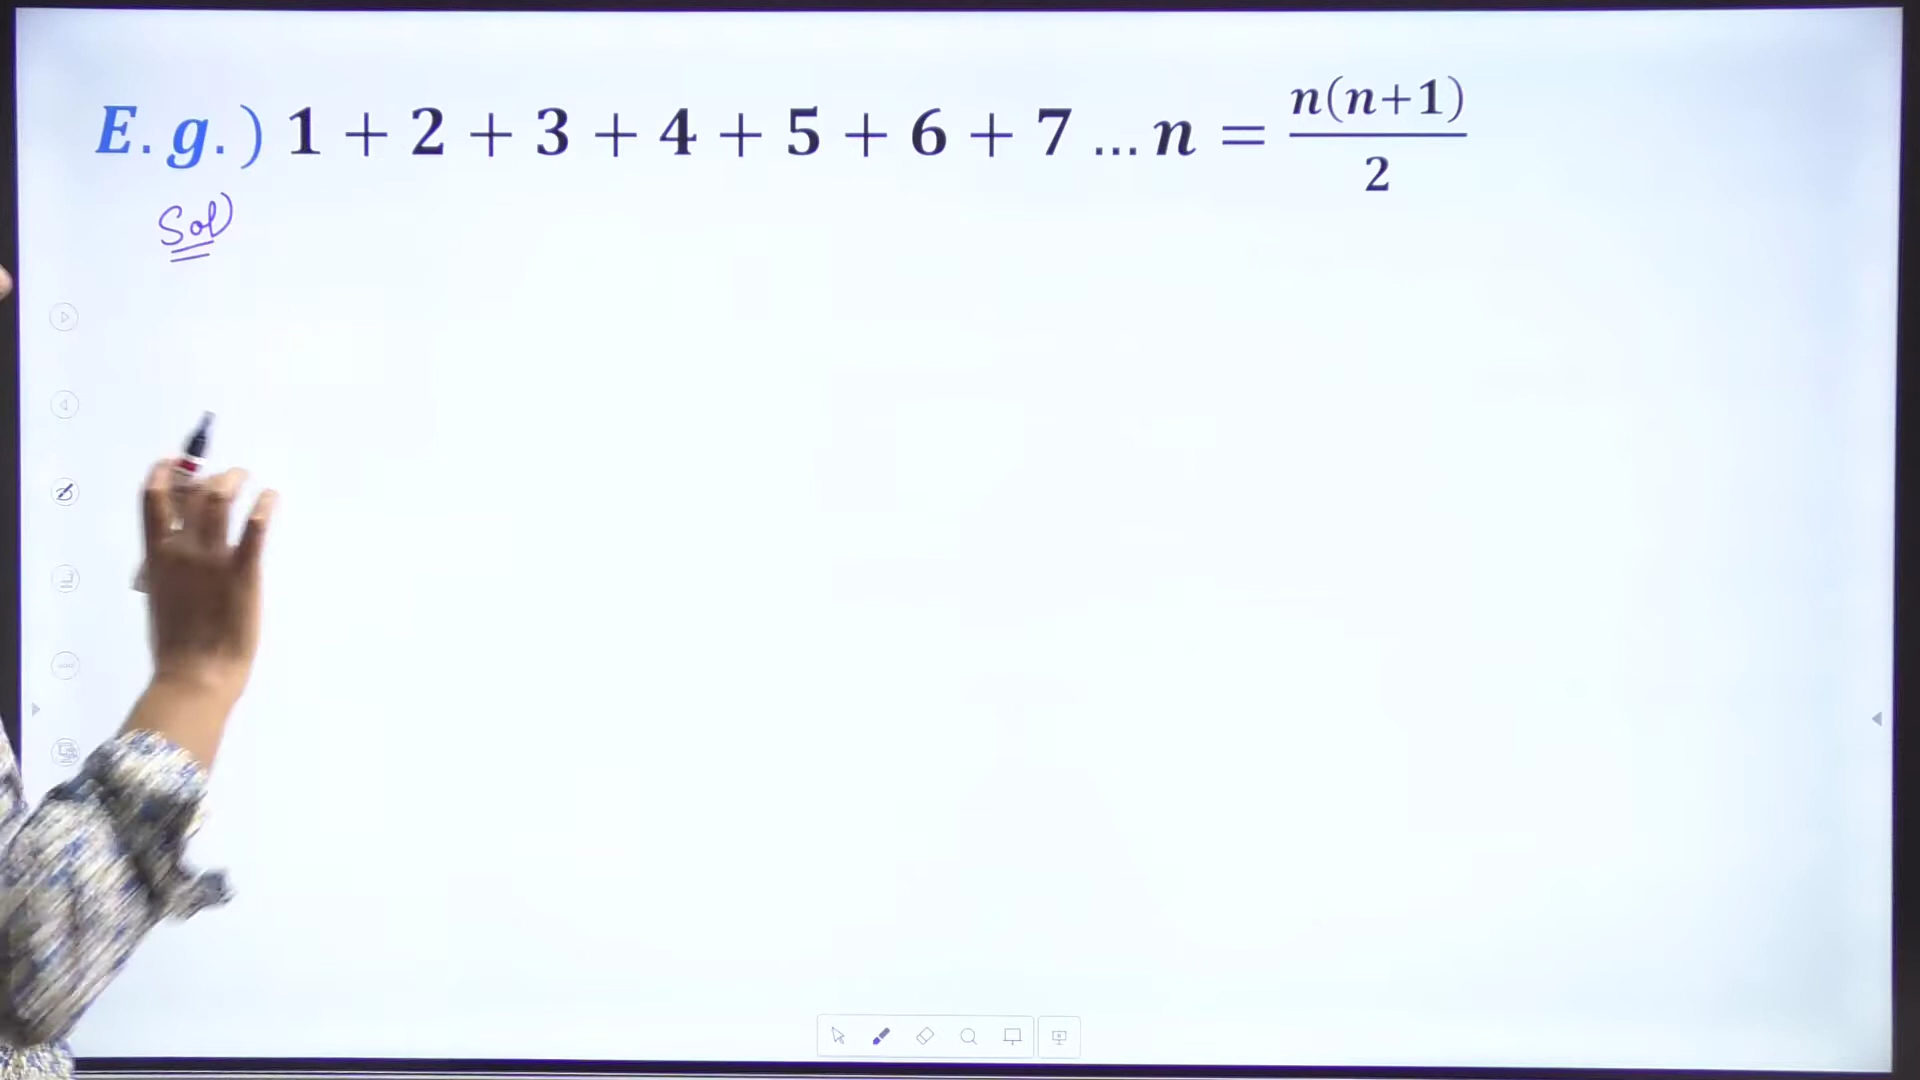 E.g.) 1 + 2 + 3 + 4 + 5 + 6 + 7 ... n = n(n+1)/2
Sol)